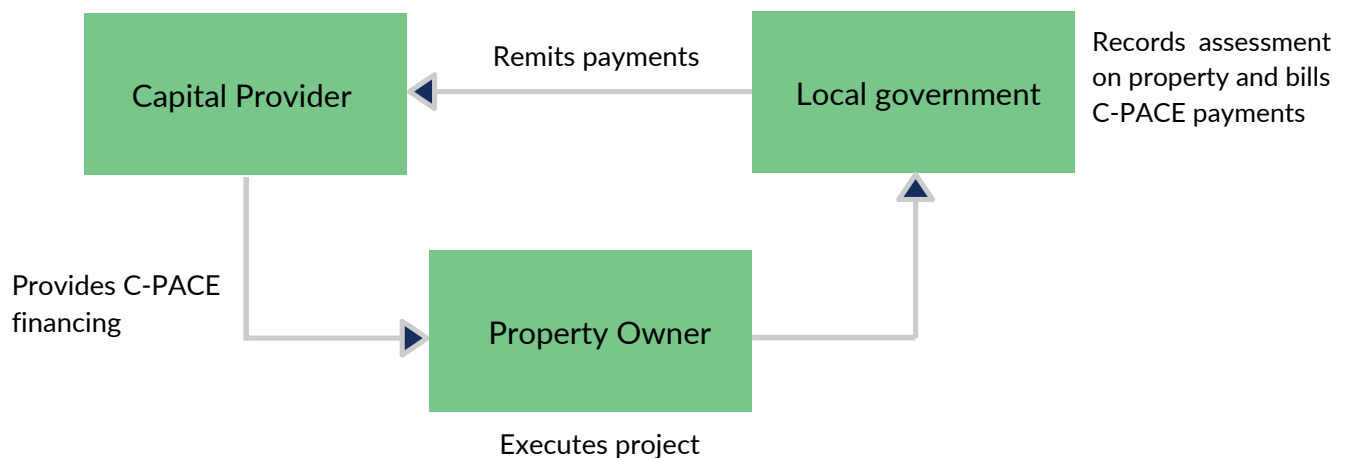 Capital Provider
Remits payments
Local government
Records assessment
on property and bills
C-PACE payments
Provides C-PACE
financing
Property Owner
Executes project